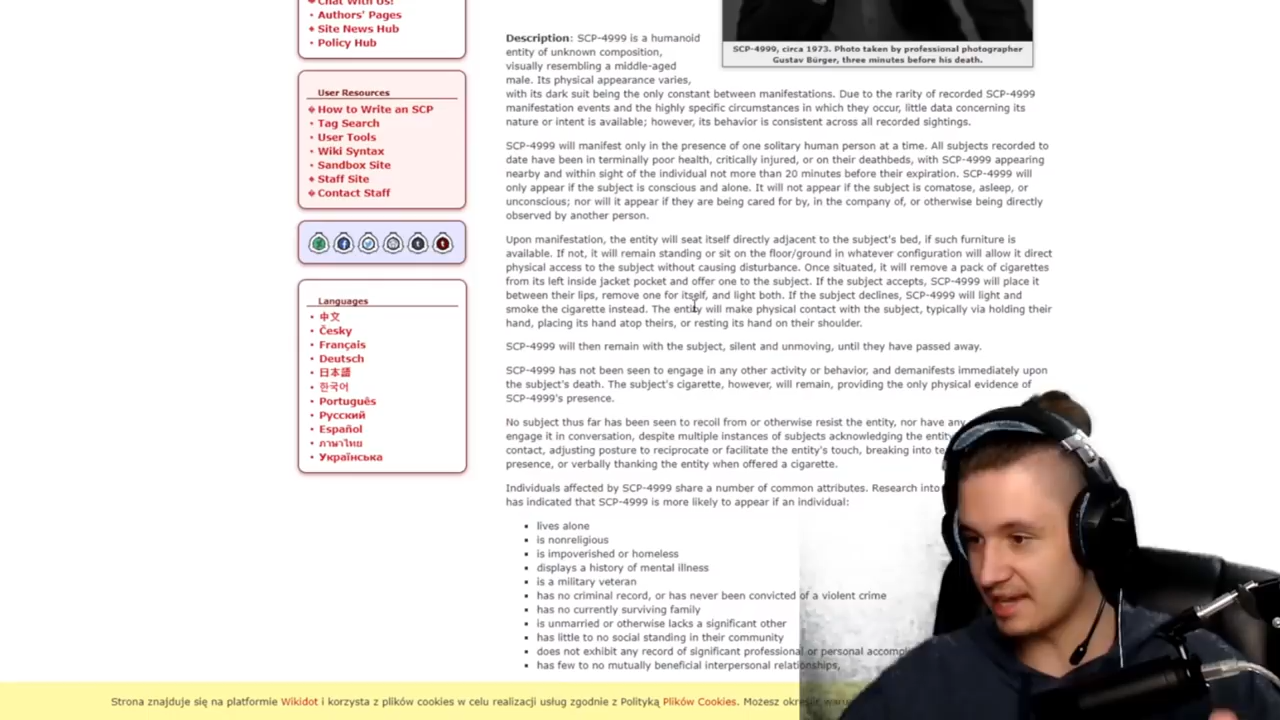 Chat With Us!
Authors' Pages
Site News Hub
Policy Hub
User Resources
How to Write an SCP
Tag Search
User Tools
Wiki Syntax
Sandbox Site
Staff Site
Contact Staff
Languages
中文
Česky
Français
Deutsch
日本語
한국어
Português
Русский
Español
ภาษาไทย
Українська
SCP-4999, circa 1973. Photo taken by professional photographer
Gustav Bürger, three minutes before his death.
Description: SCP-4999 is a humanoid
entity of unknown composition,
visually resembling a middle-aged
male. Its physical appearance varies,
with its dark suit being the only constant between manifestations. Due to the rarity of recorded SCP-4999
manifestation events and the highly specific circumstances in which they occur, little data concerning its
nature or intent is available; however, its behavior is consistent across all recorded sightings.
SCP-4999 will manifest only in the presence of one solitary human person at a time. All subjects recorded to
date have been in terminally poor health, critically injured, or on their deathbeds, with SCP-4999 appearing
nearby and within sight of the individual not more than 20 minutes before their expiration. SCP-4999 will
only appear if the subject is conscious and alone. It will not appear if the subject is comatose, asleep, or
unconscious; nor will it appear if they are being cared for by, in the company of, or otherwise being directly
observed by another person.
Upon manifestation, the entity will seat itself directly adjacent to the subject's bed, if such furniture is
available. If not, it will remain standing or sit on the floor/ground in whatever configuration will allow it direct
physical access to the subject without causing disturbance. Once situated, it will remove a pack of cigarettes
from its left inside jacket pocket and offer one to the subject. If the subject accepts, SCP-4999 will place it
between their lips, remove one for itself, and light both. If the subject declines, SCP-4999 will light and
smoke the cigarette instead. The entity will make physical contact with the subject, typically via holding their
hand, placing its hand atop theirs, or resting its hand on their shoulder.
SCP-4999 will then remain with the subject, silent and unmoving, until they have passed away.
SCP-4999 has not been seen to engage in any other activity or behavior, and demanifests immediately upon
the subject's death. The subject's cigarette, however, will remain, providing the only physical evidence of
SCP-4999's presence.
No subject thus far has been seen to recoil from or otherwise resist the entity, nor have any
engage it in conversation, despite multiple instances of subjects acknowledging the entity
contact, adjusting posture to reciprocate or facilitate the entity's touch, breaking into
presence, or verbally thanking the entity when offered a cigarette.
Individuals affected by SCP-4999 share a number of common attributes. Research into
has indicated that SCP-4999 is more likely to appear if an individual:
lives alone
is nonreligious
is impoverished or homeless
displays a history of mental illness
is a military veteran
has no criminal record, or has never been convicted of a violent crime
has no currently surviving family
is unmarried or otherwise lacks a significant other
has little to no social standing in their community
does not exhibit any record of significant professional or personal
has few to no mutually beneficial interpersonal relationships,
Strona znajduje się na platformie Wikidot i korzysta z plików cookies w celu realizacji usług zgodnie z Polityką Plików Cookies. Możesz